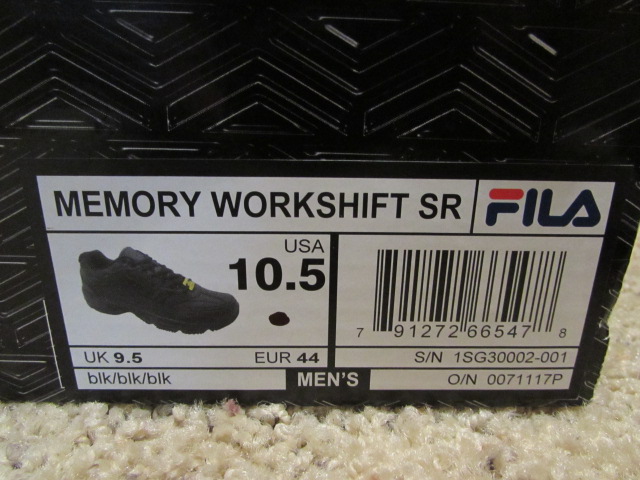 MEMORY WORKSHIFT SR
FILA
USA
10.5
7 91272 66547 8
UK 9.5
EUR 44
S/N 1SG30002-001
blk/blk/blk
MEN'S
O/N 0071117P